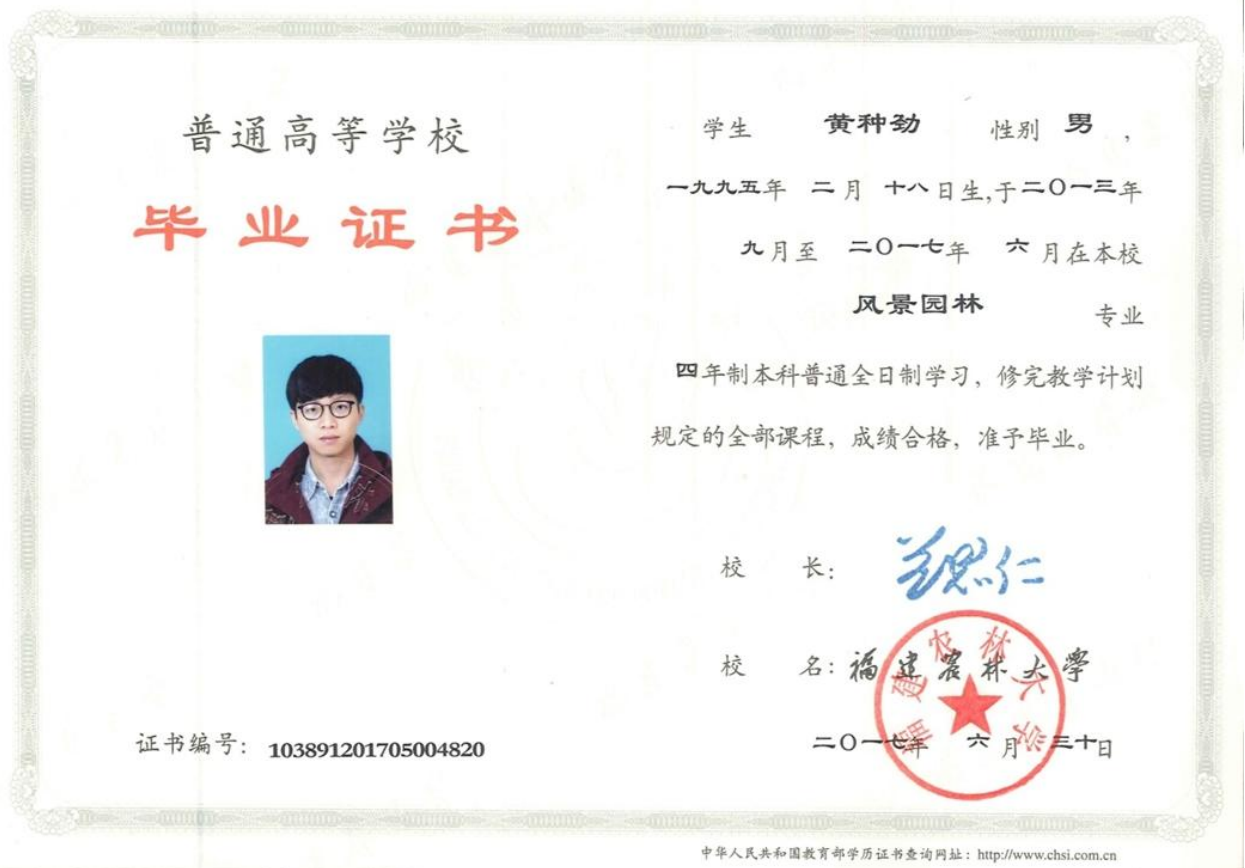 普通高等学校
毕业证书
证书编号：103891201705004820
学生 黄种劲 性别 男，
一九九五年 二月 十八日生,于二〇一三年
九月至 二〇一七年 六月在本校
风景园林 专业
四年制本科普通全日制学习，修完教学计划
规定的全部课程，成绩合格，准予毕业。
校 长：
校 名：福建农林大学
福建农林大学
二〇一七年 六月 三十日
中华人民共和国教育部学历证书查询网址：http://www.chsi.com.cn